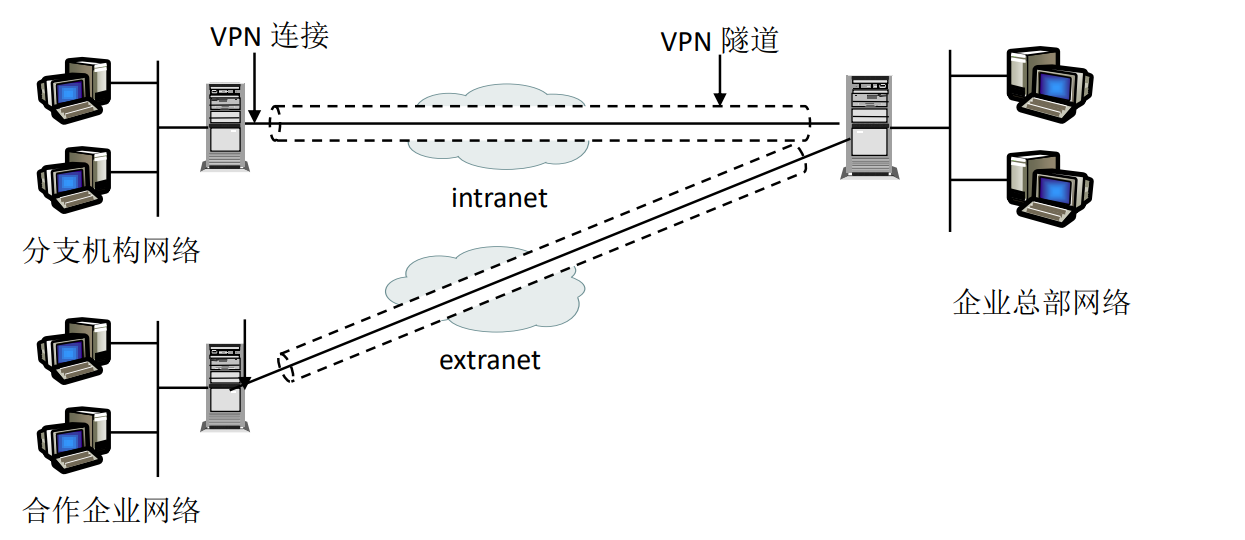 VPN 连接
VPN 隧道
intranet
分支机构网络
企业总部网络
extranet
合作企业网络